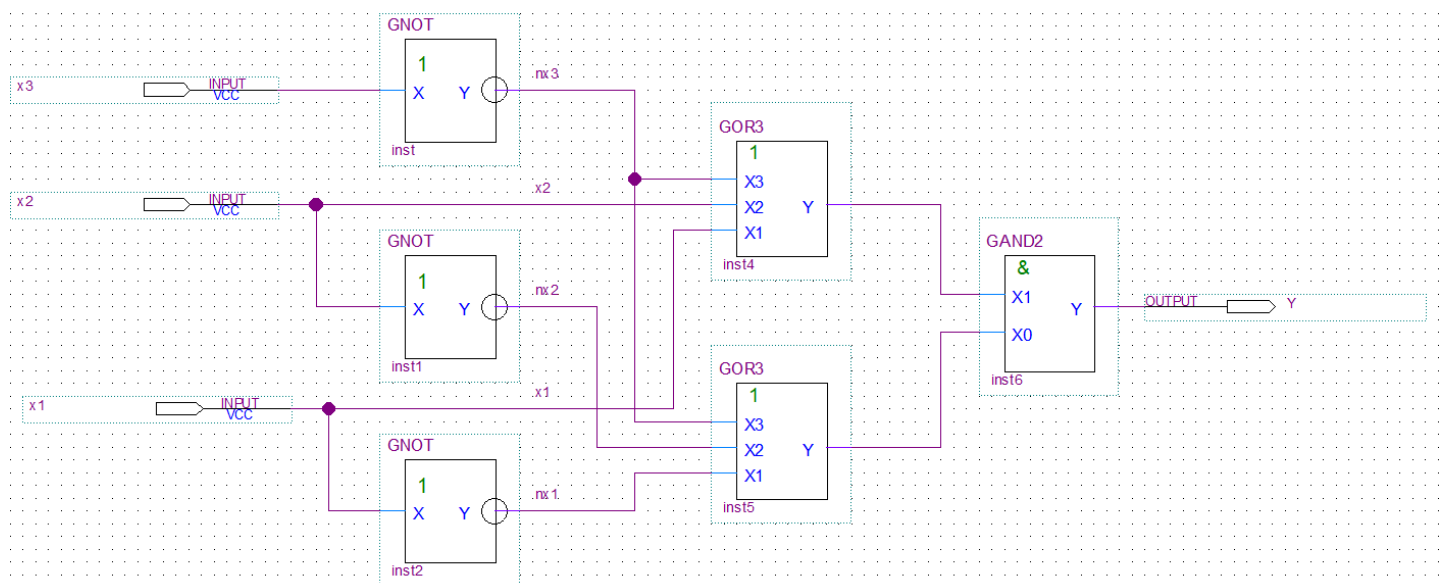 GNOT
1
X Y
inst
x3
INPUT
VCC
nx3
GOR3
1
X3
X2 Y
X1
inst4
x2
INPUT
VCC
x2
GNOT
1
X Y
inst1
nx2
GAND2
&
X1
Y
X0
inst6
OUTPUT
Y
x1
INPUT
VCC
x1
GOR3
1
X3
X2 Y
X1
inst5
GNOT
1
X Y
inst2
nx1